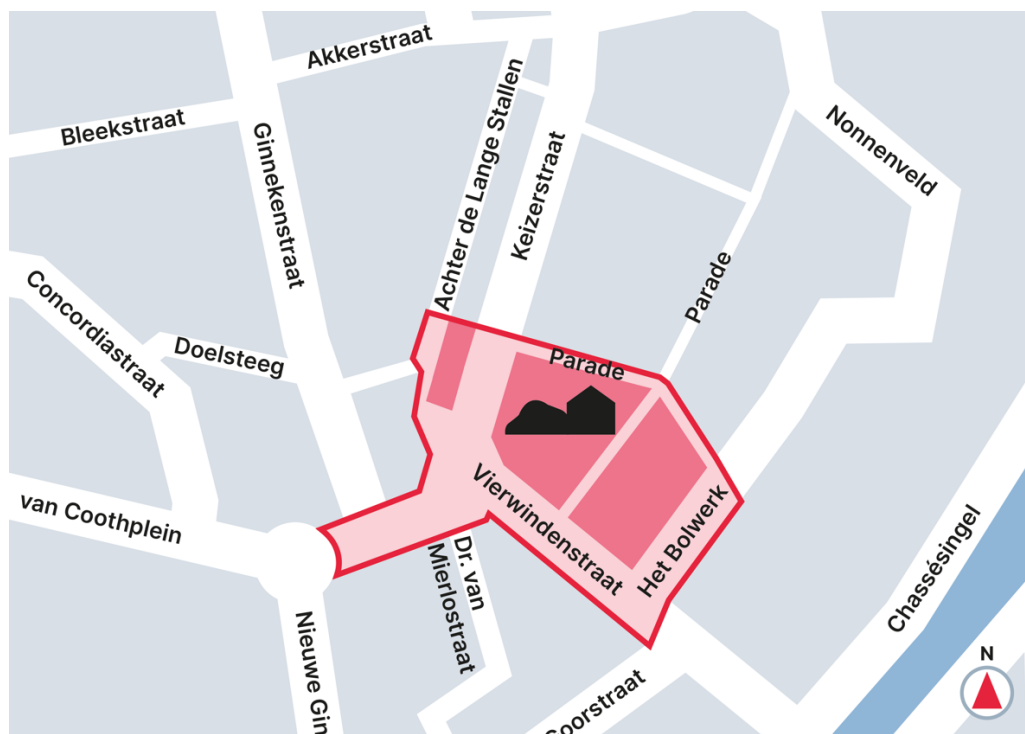 Akkerstraat
Bleekstraat
Ginnekenstraat
Achter de Lange Stallen
Keizerstraat
Nonnenveld
Parade
Concordiastraat
Doelsteeg
Parade
van Coothplein
Vierwindenstraat
Het Bolwerk
Dr. van
Mierlostraat
Chassésingel
Nieuwe Gin
Goorstraat
N